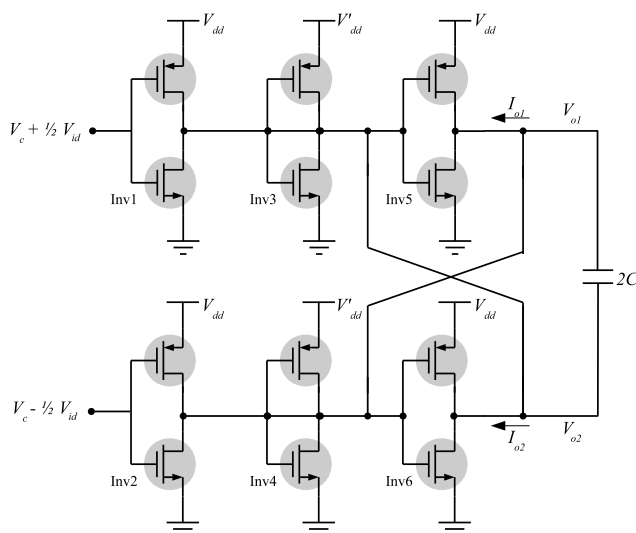 Vdd V'dd Vdd
Io1 Vo1
Vc + ½ Vid
Inv1 Inv3 Inv5
2C
Vdd V'dd Vdd
Vc - ½ Vid
Io2 Vo2
Inv2 Inv4 Inv6